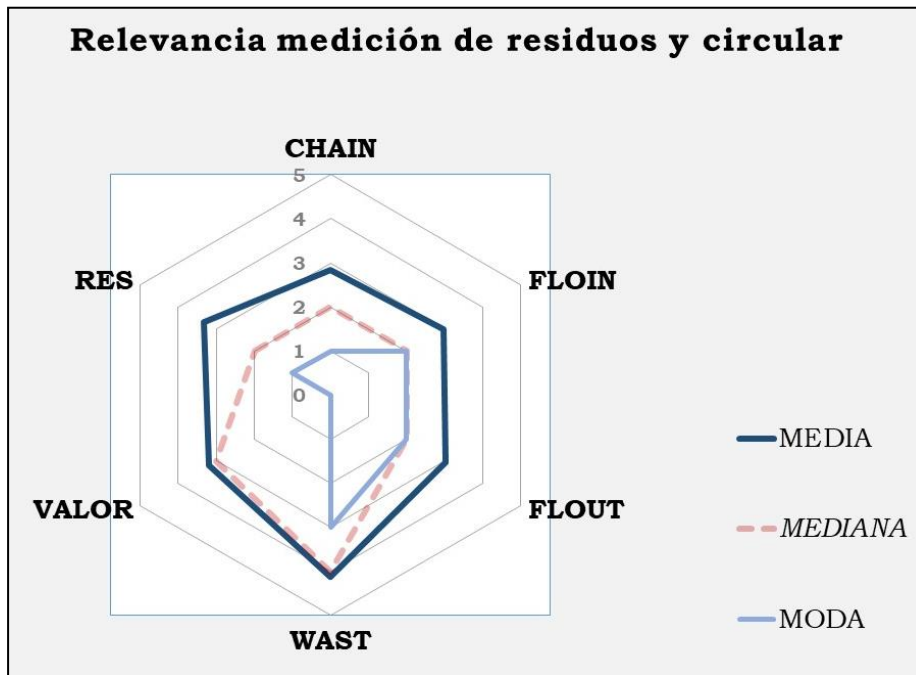 Relevancia medición de residuos y circular
CHAIN
5
4
3
2
1
0
RES
FLOIN
VALOR
FLOUT
WAST
MEDIA
MEDIANA
MODA